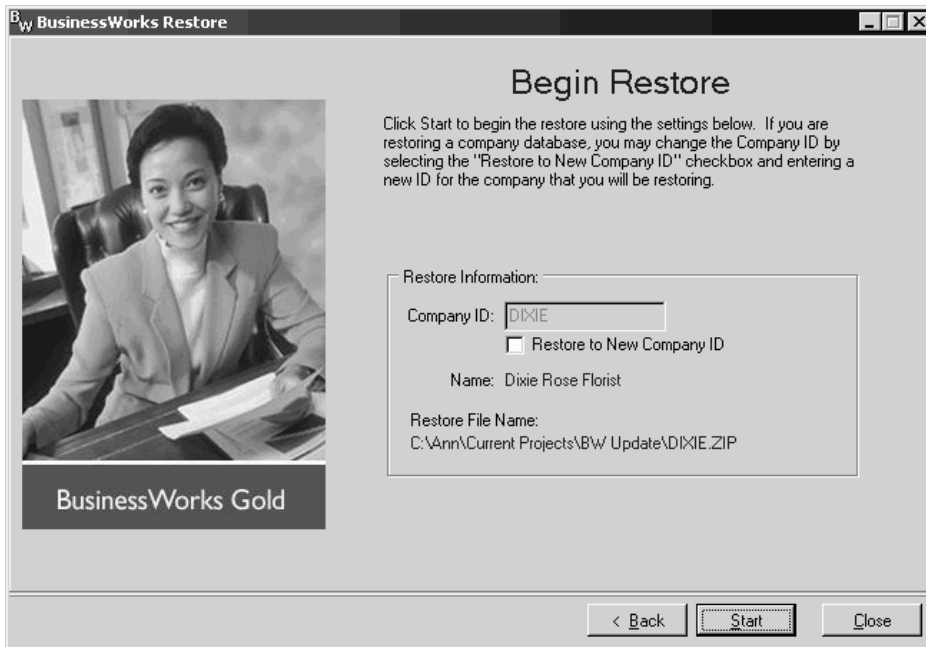 BW BusinessWorks Restore
Begin Restore
Click Start to begin the restore using the settings below. If you are
restoring a company database, you may change the Company ID by
selecting the "Restore to New Company ID" checkbox and entering a
new ID for the company that you will be restoring.
Restore Information:
Company ID: DIXIE
Restore to New Company ID
Name: Dixie Rose Florist
Restore File Name:
C:\Ann\Current Projects\BW Update\DIXIE.ZIP
BusinessWorks Gold
< Back Start Close